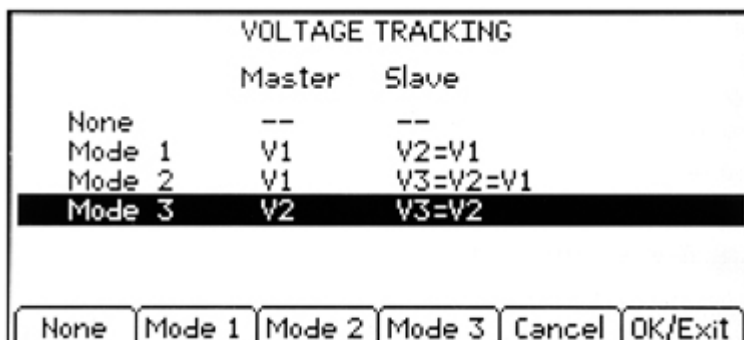 VOLTAGE TRACKING
Master Slave
None -- --
Mode 1 V1 V2=V1
Mode 2 V1 V3=V2=V1
Mode 3 V2 V3=V2
None Mode 1 Mode 2 Mode 3 Cancel OK/Exit